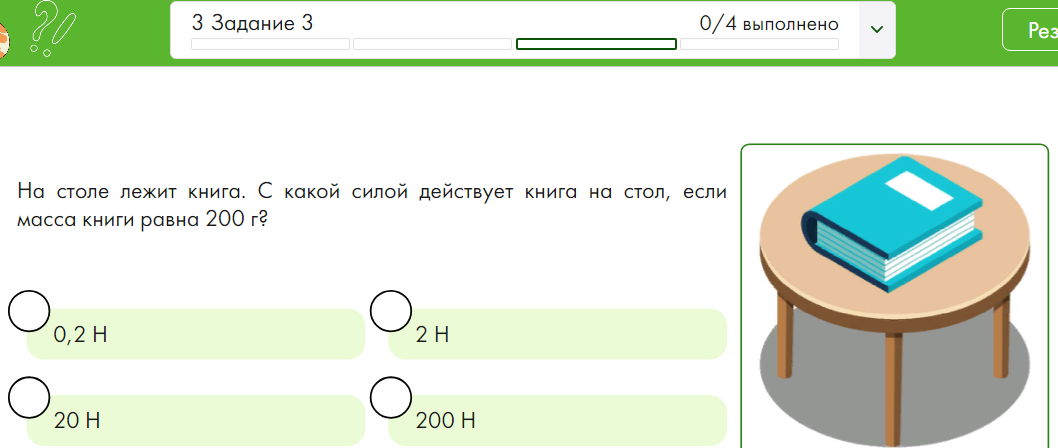 3 Задание 3
0/4 выполнено
На столе лежит книга. С какой силой действует книга на стол, если
масса книги равна 200 г?
0,2 Н
2 Н
20 Н
200 Н